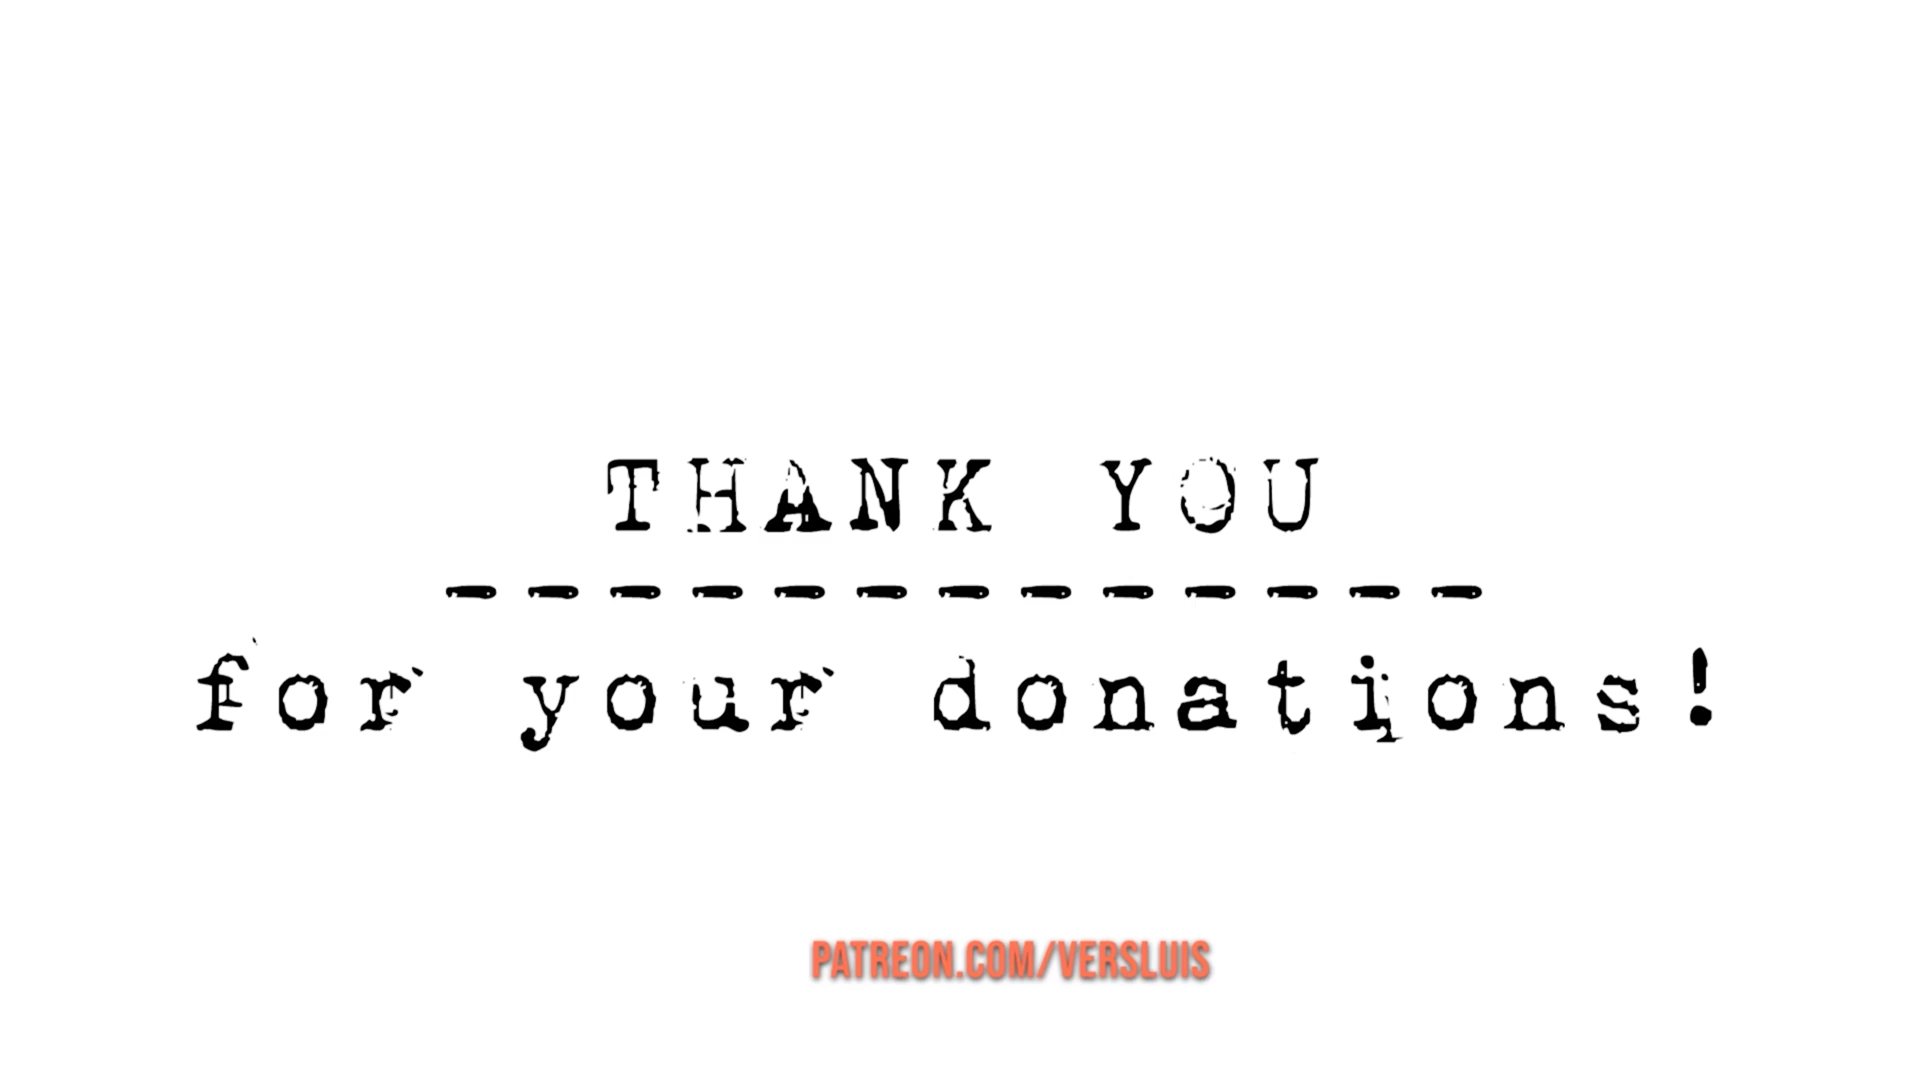 THANK YOU
-------------
for your donations!
PATREON.COM/VERSLUIS